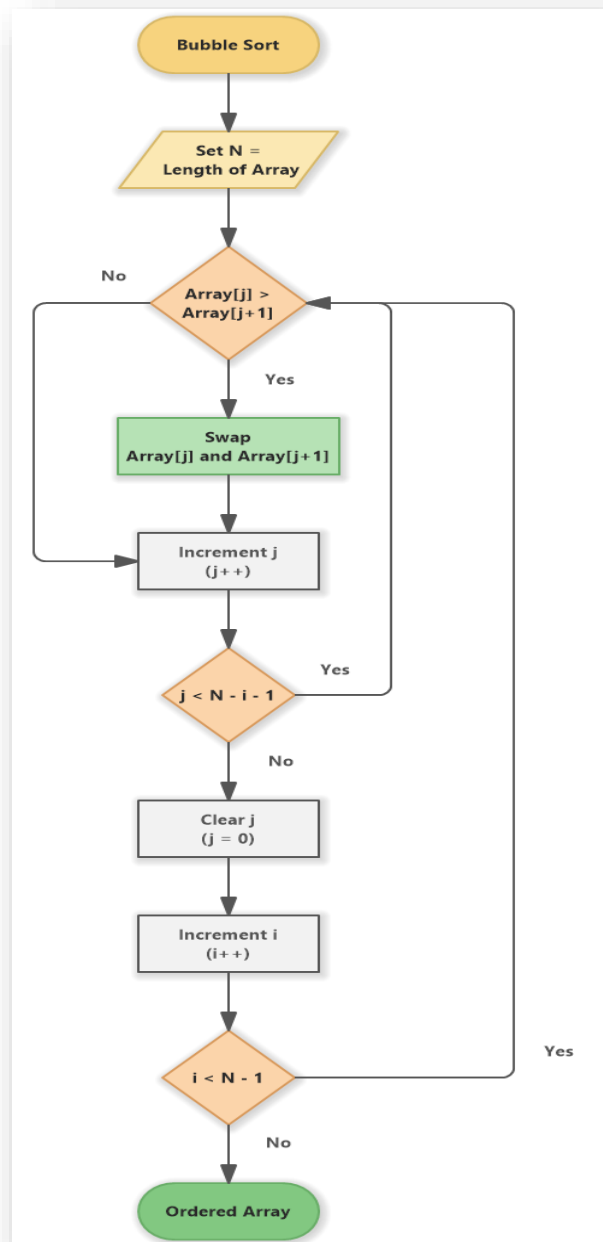 Bubble Sort
Set N =
Length of Array
No
Array[j] >
Array[j+1]
Yes
Swap
Array[j] and Array[j+1]
Increment j
(j++)
Yes
j < N - i - 1
No
Clear j
(j = 0)
Increment i
(i++)
Yes
i < N - 1
No
Ordered Array